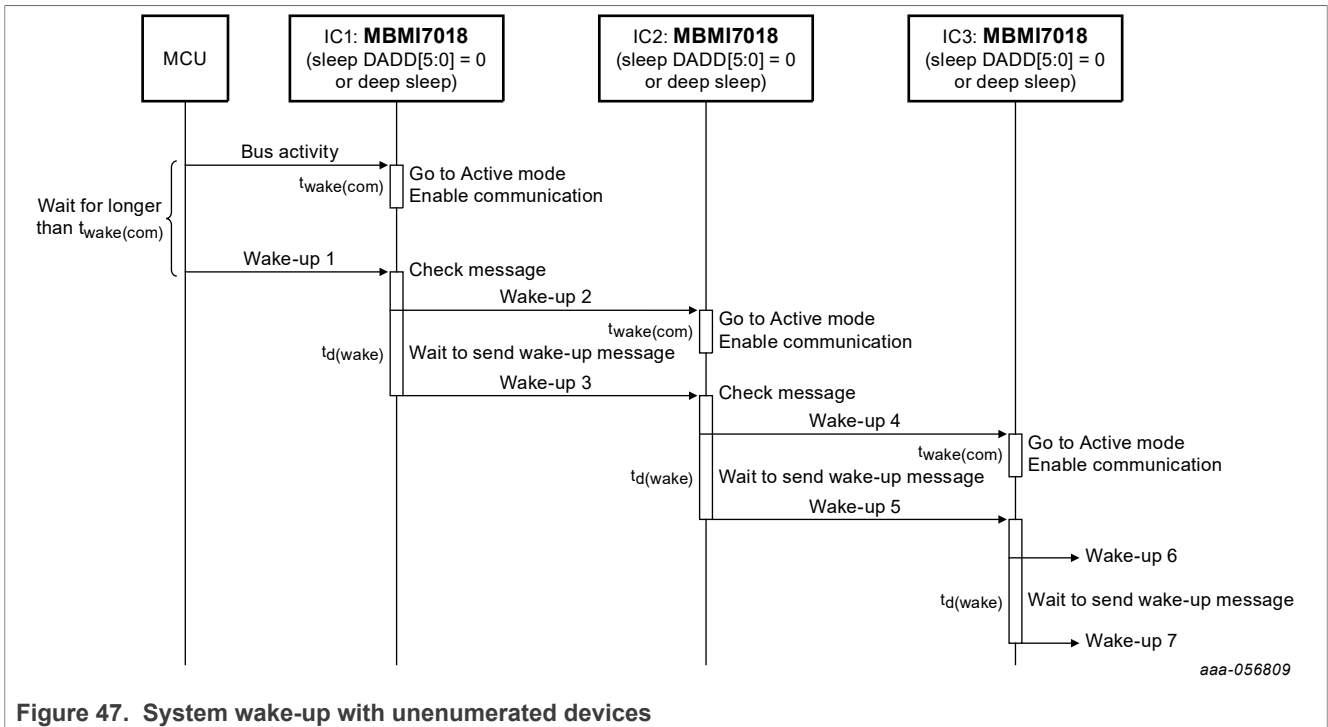 MCU
IC1: MBMI7018
(sleep DADD[5:0] = 0
or deep sleep)
IC2: MBMI7018
(sleep DADD[5:0] = 0
or deep sleep)
IC3: MBMI7018
(sleep DADD[5:0] = 0
or deep sleep)
Bus activity
twake(com)
Go to Active mode
Enable communication
Wait for longer
than twake(com)
Wake-up 1
Check message
Wake-up 2
twake(com)
Go to Active mode
Enable communication
td(wake)
Wait to send wake-up message
Wake-up 3
Check message
Wake-up 4
twake(com)
Go to Active mode
Enable communication
td(wake)
Wait to send wake-up message
Wake-up 5
Wake-up 6
td(wake)
Wait to send wake-up message
Wake-up 7
aaa-056809
Figure 47. System wake-up with unenumerated devices